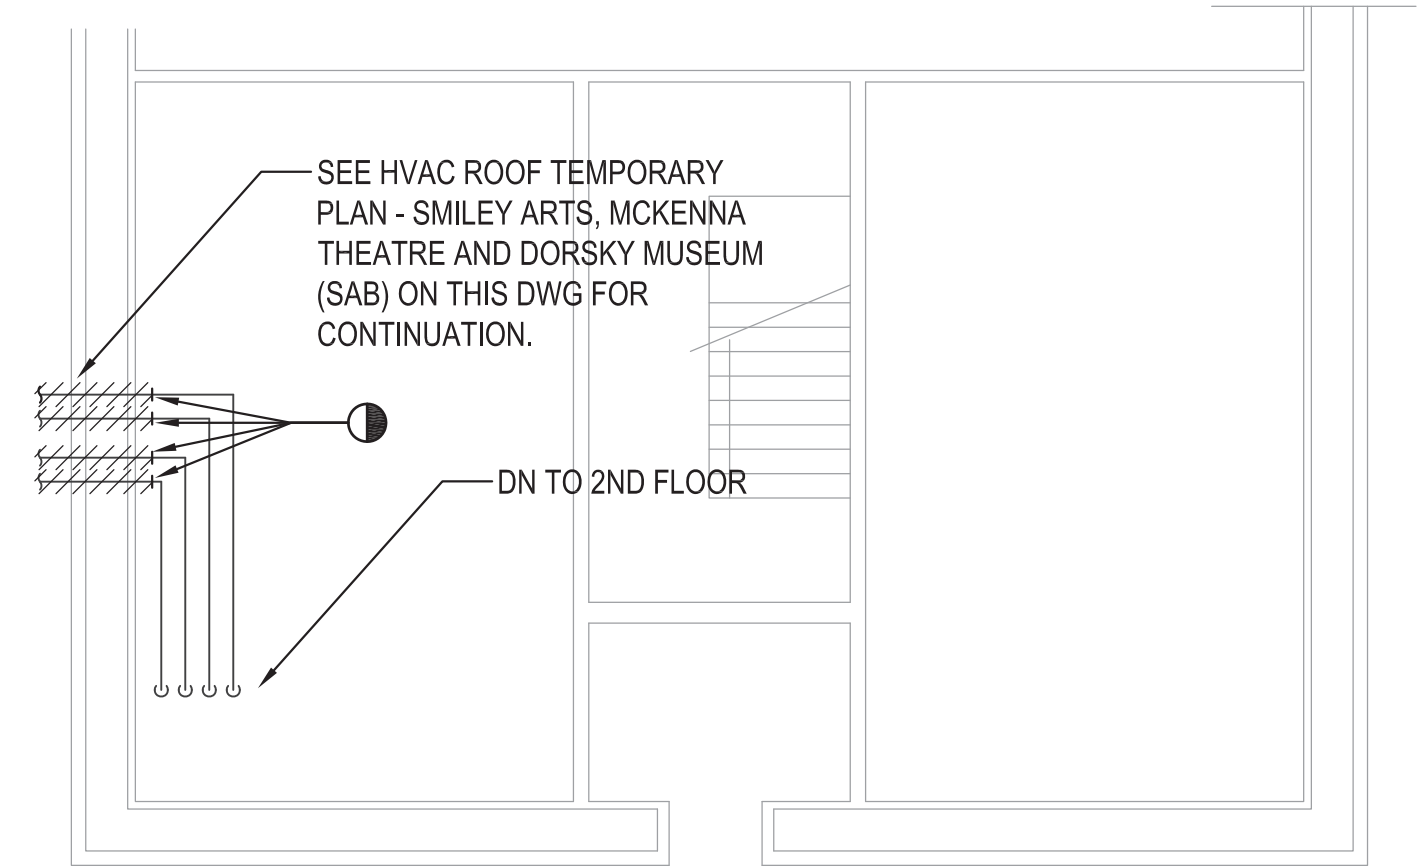 SEE HVAC ROOF TEMPORARY
PLAN - SMILEY ARTS, MCKENNA
THEATRE AND DORSKY MUSEUM
(SAB) ON THIS DWG FOR
CONTINUATION.
DN TO 2ND FLOOR